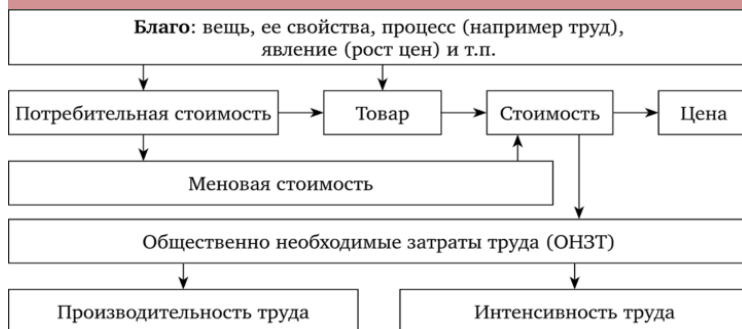 Благо: вещь, ее свойства, процесс (например труд),
явление (рост цен) и т.п.
Потребительная стоимость
Товар
Стоимость
Цена
Меновая стоимость
Общественно необходимые затраты труда (ОНЗТ)
Производительность труда
Интенсивность труда